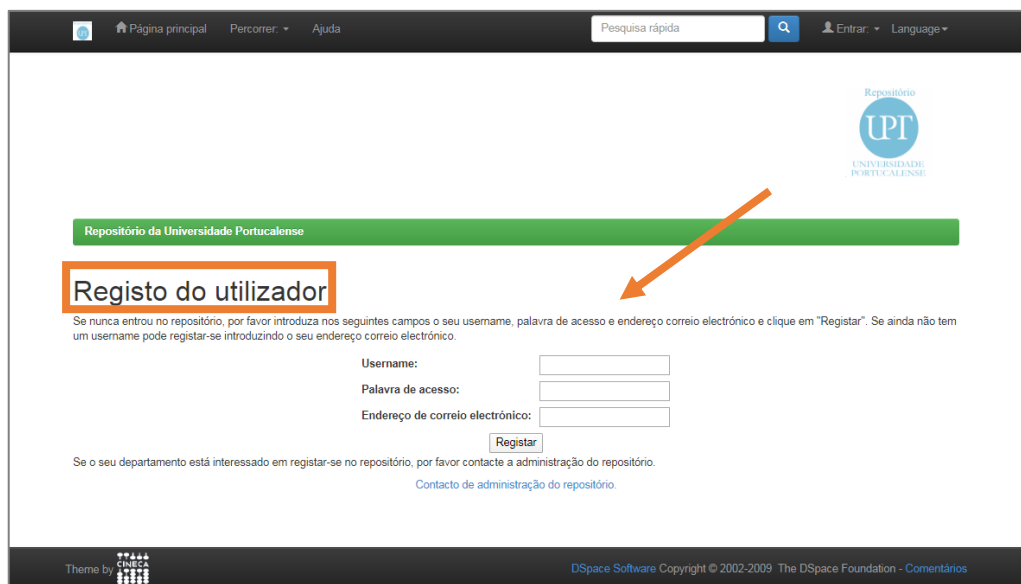 Página principal Percorrer: Ajuda Pesquisa rápida Entrar: Language
Repositório
UPT
UNIVERSIDADE
PORTUCALENSE
Repositório da Universidade Portucalense
Registo do utilizador
Se nunca entrou no repositório, por favor introduza nos seguintes campos o seu username, palavra de acesso e endereço correio electrónico e clique em "Registar". Se ainda não tem
um username pode registar-se introduzindo o seu endereço correio electrónico.
Username:
Palavra de acesso:
Endereço de correio electrónico:
Registar
Se o seu departamento está interessado em registar-se no repositório, por favor contacte a administração do repositório.
Contacto de administração do repositório.
Theme by CINECA DSpace Software Copyright © 2002-2009 The DSpace Foundation - Comentários